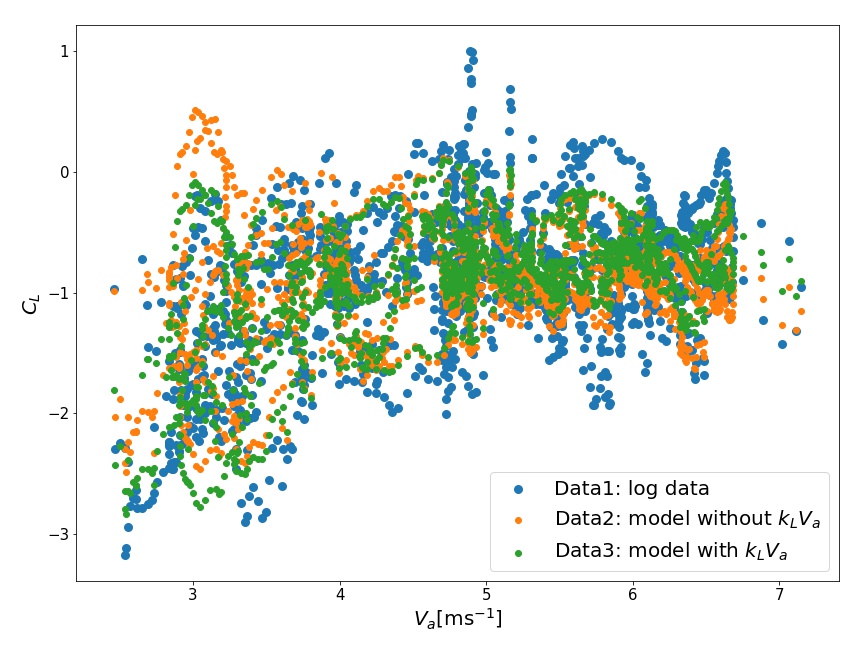 1
0
−1
−2
−3
C_L
3 4 5 6 7
V_a[ms^{−1}]
Data1: log data
Data2: model without k_L V_a
Data3: model with k_L V_a